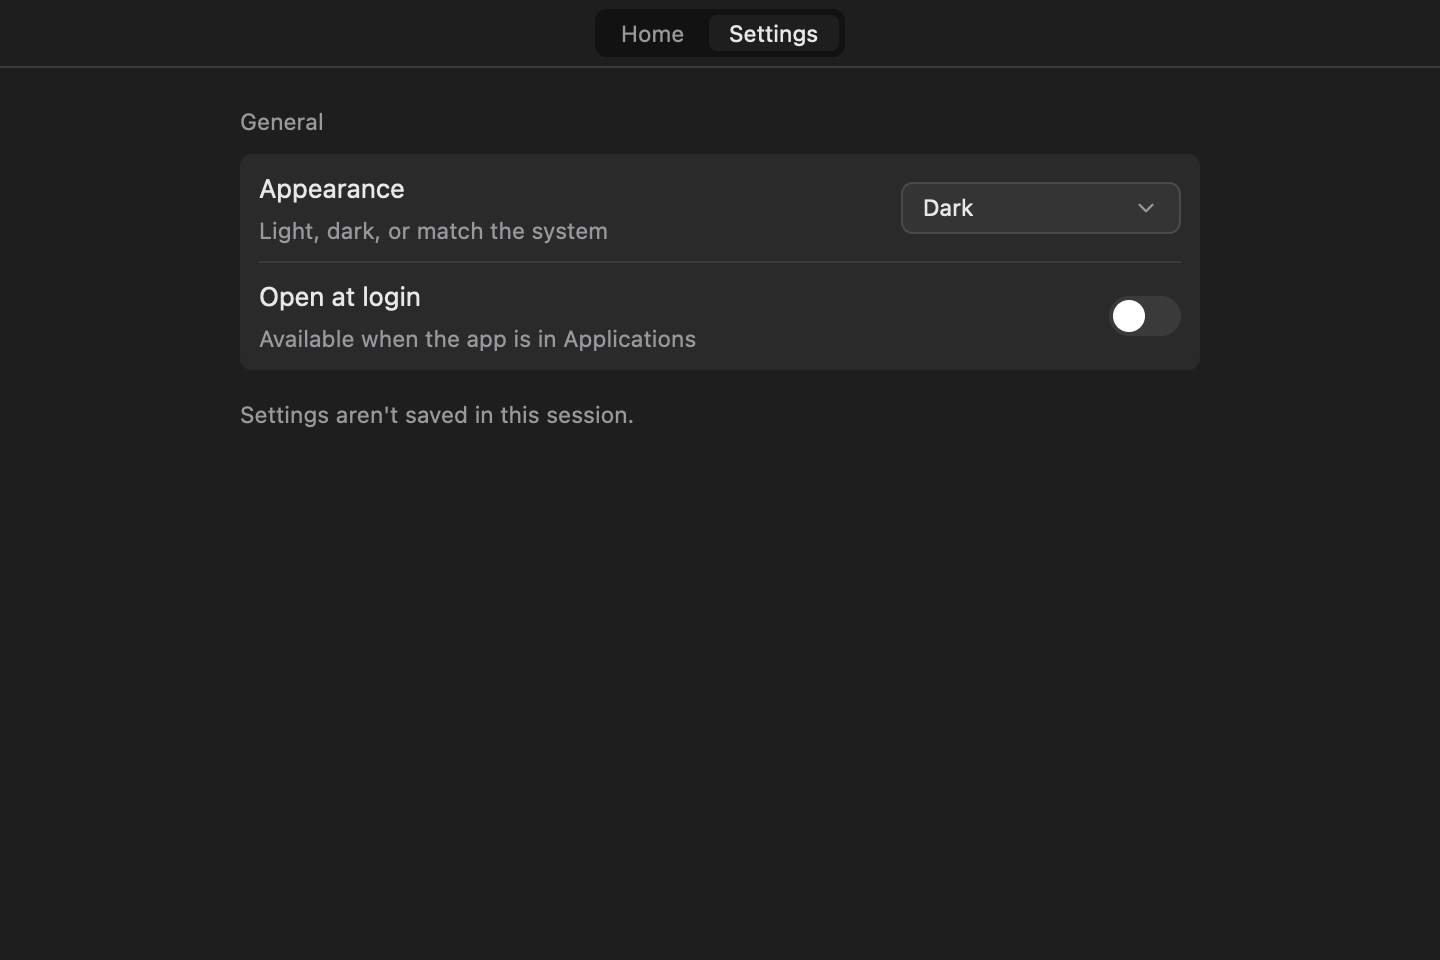 Home
Settings
General
Appearance
Light, dark, or match the system
Dark
Open at login
Available when the app is in Applications
Settings aren't saved in this session.